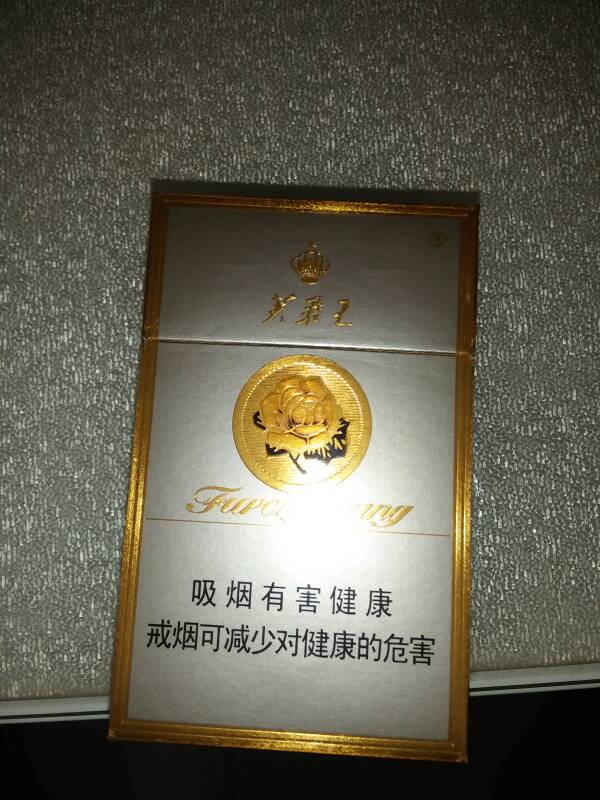 ®
芙蓉王
吸烟有害健康
戒烟可减少对健康的危害